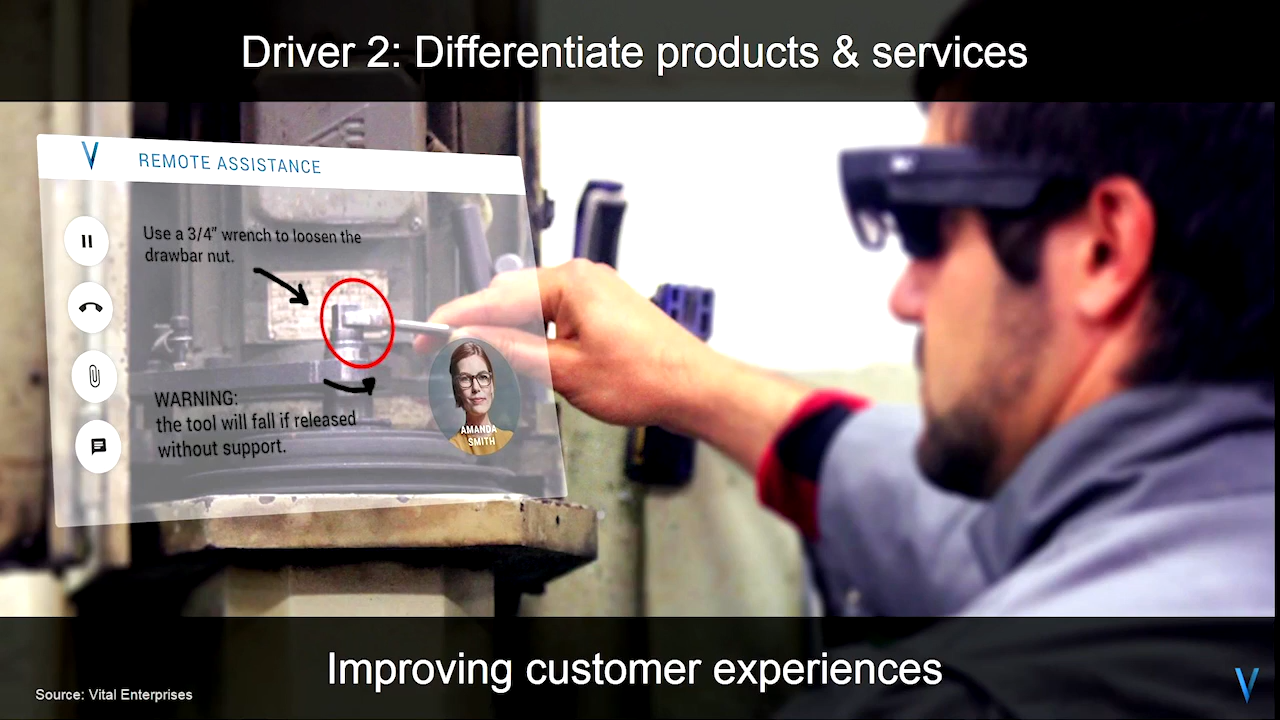 Driver 2: Differentiate products & services
REMOTE ASSISTANCE
Use a 3/4" wrench to loosen the
drawbar nut.
WARNING:
the tool will fall if released
without support.
AMANDA
SMITH
Improving customer experiences
Source: Vital Enterprises